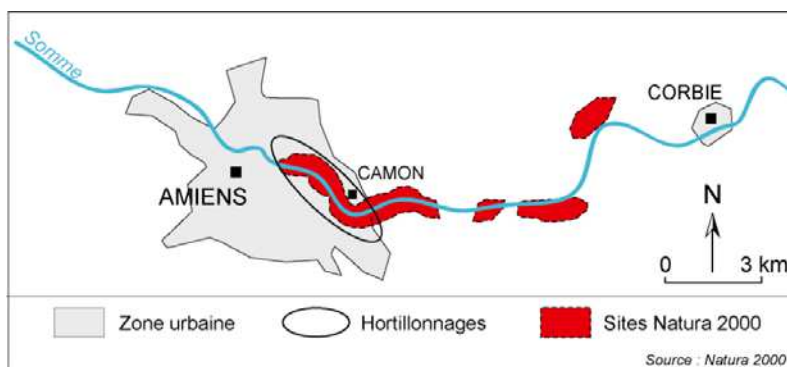 Somme
CORBIE
CAMON
AMIENS
N
0 3 km
Zone urbaine
Hortillonnages
Sites Natura 2000
Source : Natura 2000